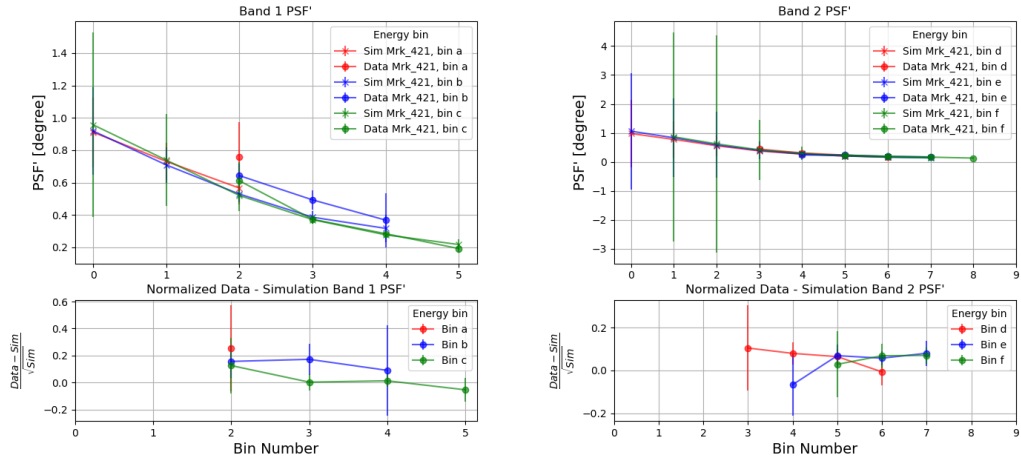 Band 1 PSF'
PSF' [degree]
1.4
1.2
1.0
0.8
0.6
0.4
0.2
0 1 2 3 4 5
Energy bin
Sim Mrk_421, bin a
Data Mrk_421, bin a
Sim Mrk_421, bin b
Data Mrk_421, bin b
Sim Mrk_421, bin c
Data Mrk_421, bin c
Band 2 PSF'
PSF' [degree]
4
3
2
1
0
−1
−2
−3
0 1 2 3 4 5 6 7 8 9
Energy bin
Sim Mrk_421, bin d
Data Mrk_421, bin d
Sim Mrk_421, bin e
Data Mrk_421, bin e
Sim Mrk_421, bin f
Data Mrk_421, bin f
Normalized Data - Simulation Band 1 PSF'
Data − Sim
√Sim
0.6
0.4
0.2
0.0
−0.2
0 1 2 3 4 5
Bin Number
Energy bin
Bin a
Bin b
Bin c
Normalized Data - Simulation Band 2 PSF'
Data − Sim
√Sim
0.2
0.0
−0.2
0 1 2 3 4 5 6 7 8 9
Bin Number
Energy bin
Bin d
Bin e
Bin f